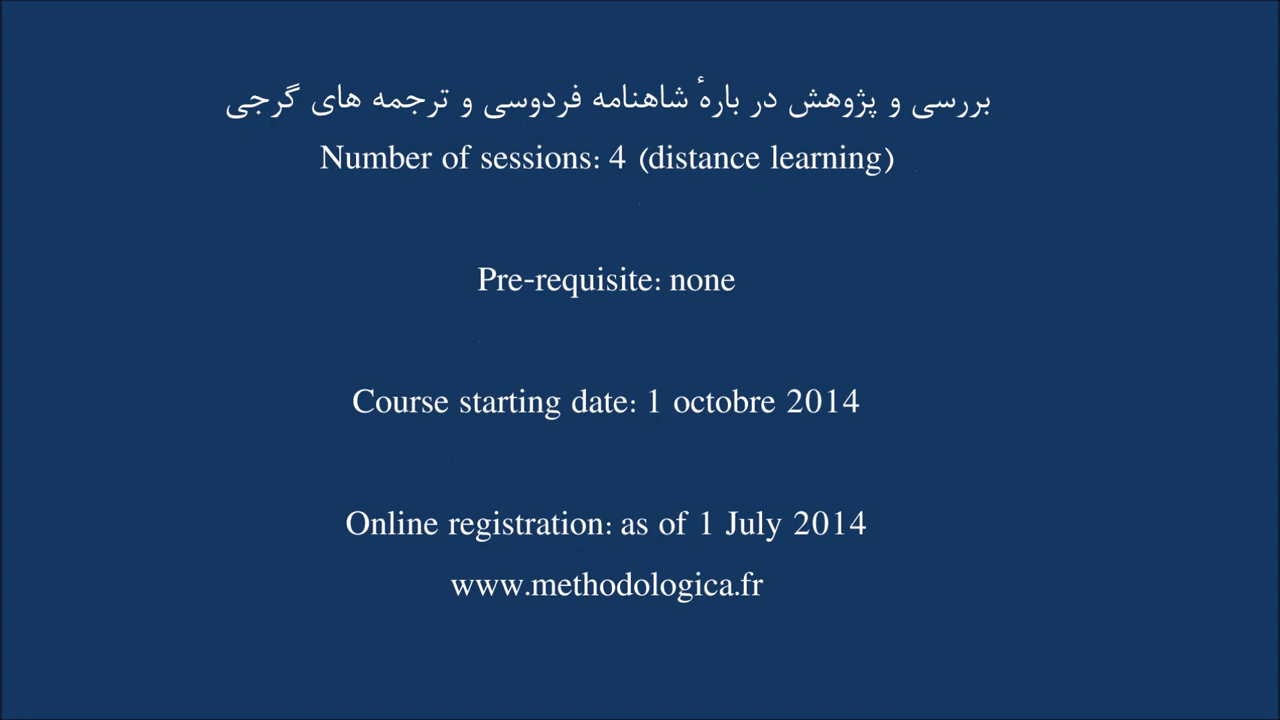 بررسی و پژوهش در بارهٔ شاهنامه فردوسی و ترجمه های گرجی
Number of sessions: 4 (distance learning)
Pre-requisite: none
Course starting date: 1 octobre 2014
Online registration: as of 1 July 2014
www.methodologica.fr